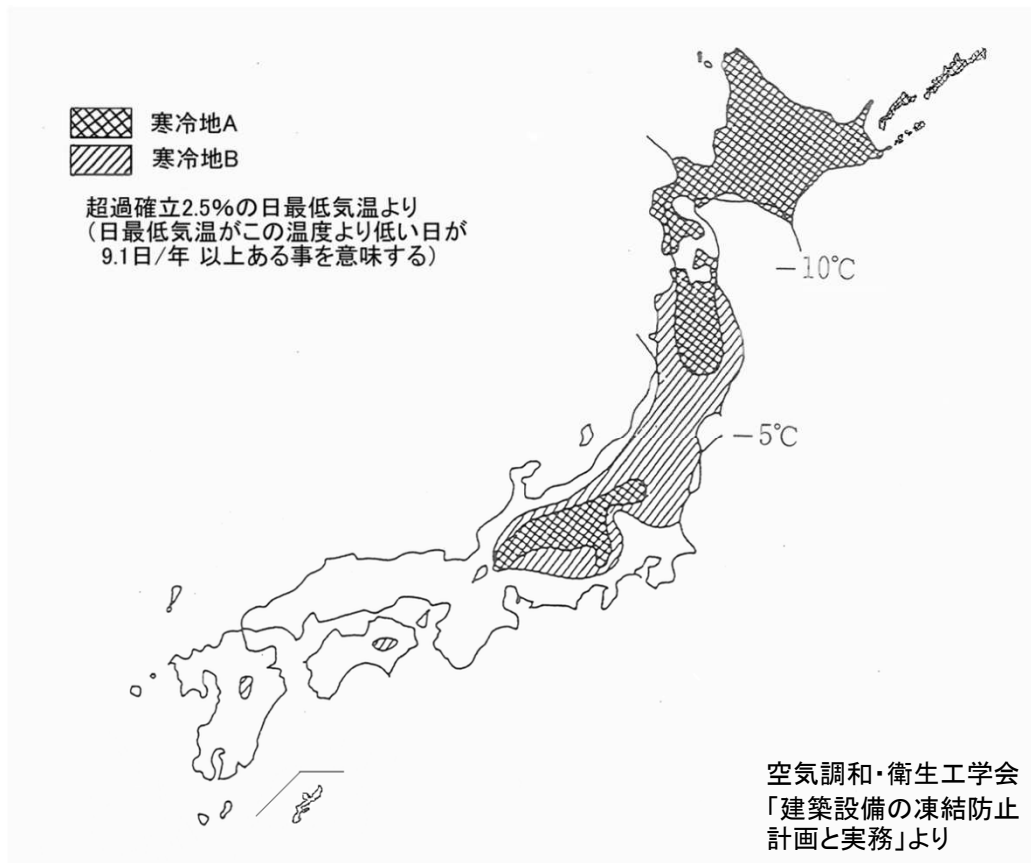 寒冷地A
寒冷地B
超過確立2.5%の日最低気温より
（日最低気温がこの温度より低い日が
9.1日/年 以上ある事を意味する）
－10℃
－5℃
空気調和・衛生工学会
「建築設備の凍結防止
計画と実務」より